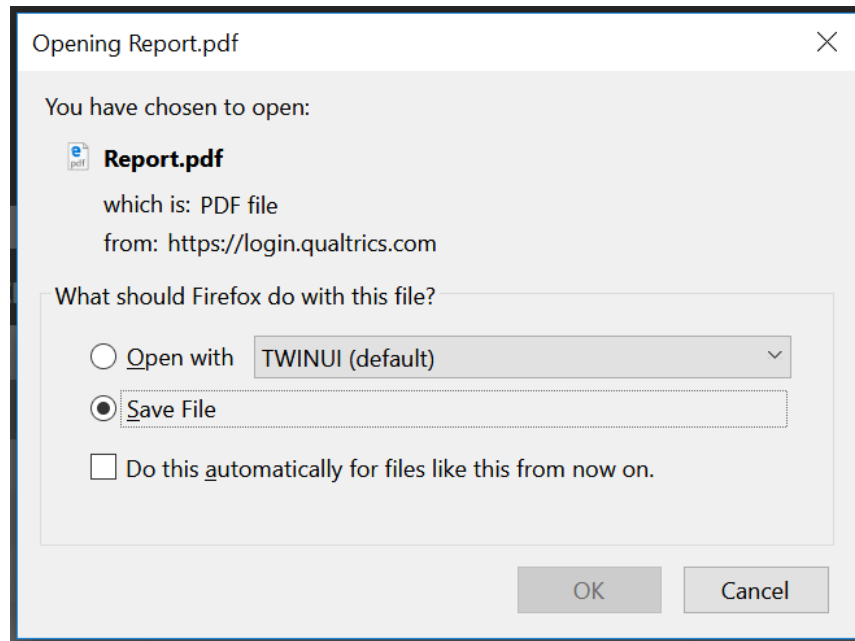 Opening Report.pdf
You have chosen to open:
e
pdf
Report.pdf
which is: PDF file
from: https://login.qualtrics.com
What should Firefox do with this file?
Open with TWINUI (default)
Save File
Do this automatically for files like this from now on.
OK Cancel